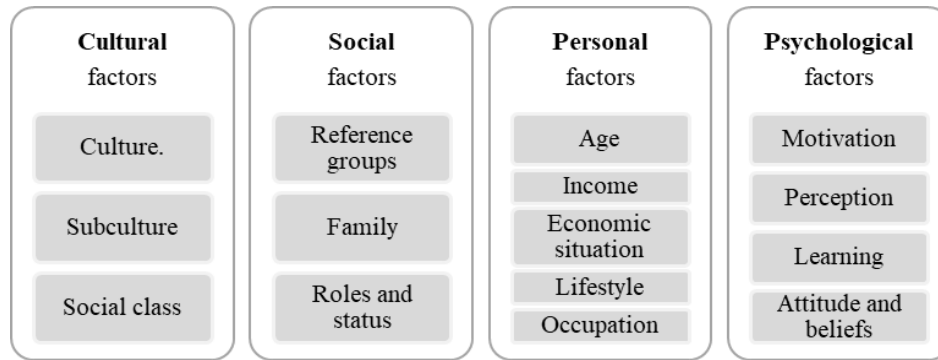 Cultural
factors
Culture.
Subculture
Social class
Social
factors
Reference
groups
Family
Roles and
status
Personal
factors
Age
Income
Economic
situation
Lifestyle
Occupation
Psychological
factors
Motivation
Perception
Learning
Attitude and
beliefs